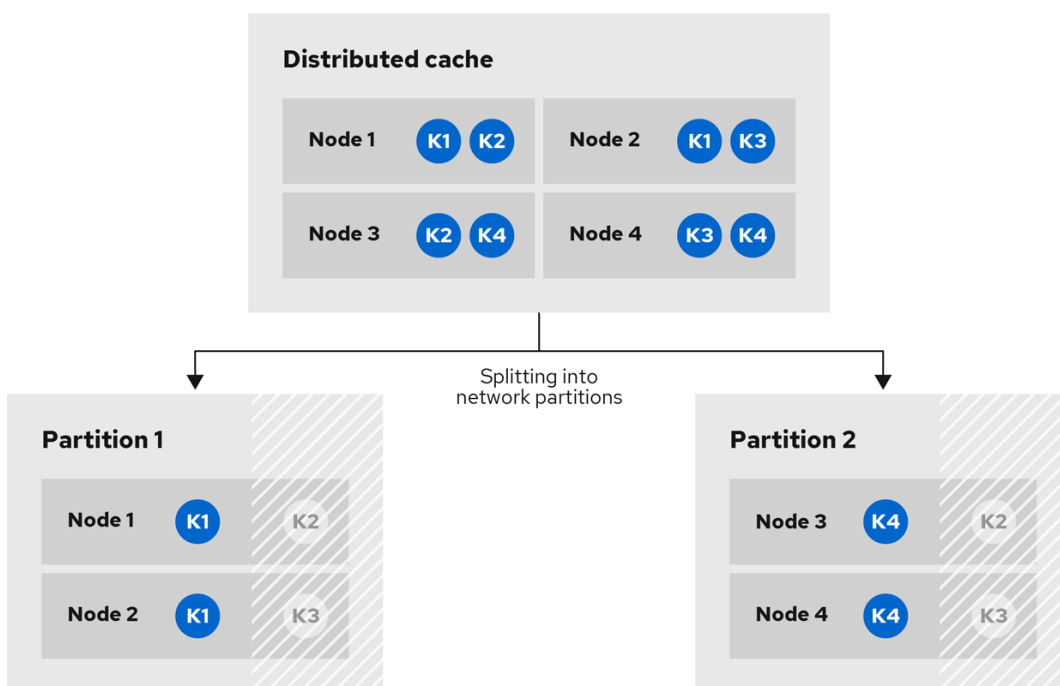 Distributed cache
Node 1 K1 K2 Node 2 K1 K3
Node 3 K2 K4 Node 4 K3 K4
Splitting into
network partitions
Partition 1
Node 1 K1 K2
Node 2 K1 K3
Partition 2
Node 3 K4 K2
Node 4 K4 K3